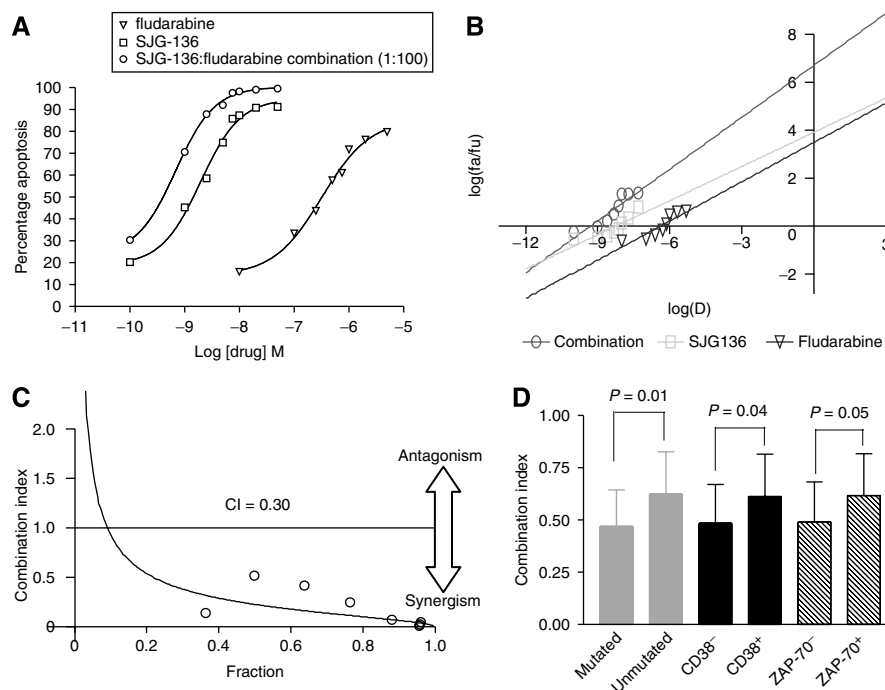 A
fludarabine
SJG-136
SJG-136:fludarabine combination (1:100)
100
90
80
70
60
50
40
30
20
10
0
Percentage apoptosis
–11
–10
–9
–8
–7
–6
–5
Log [drug] M
B
log(fa/fu)
8
6
4
2
0
–2
–12
–9
–6
–3
0
3
log(D)
Combination
SJG136
Fludarabine
C
Combination index
2.0
1.0
0.5
0
CI = 0.30
Antagonism
Synergism
0
0.2
0.4
0.6
0.8
1.0
Fraction
D
Combination index
1.00
0.75
0.50
0.25
0.00
P = 0.01
P = 0.04
P = 0.05
Mutated
Unmutated
CD38–
CD38+
ZAP-70–
ZAP-70+